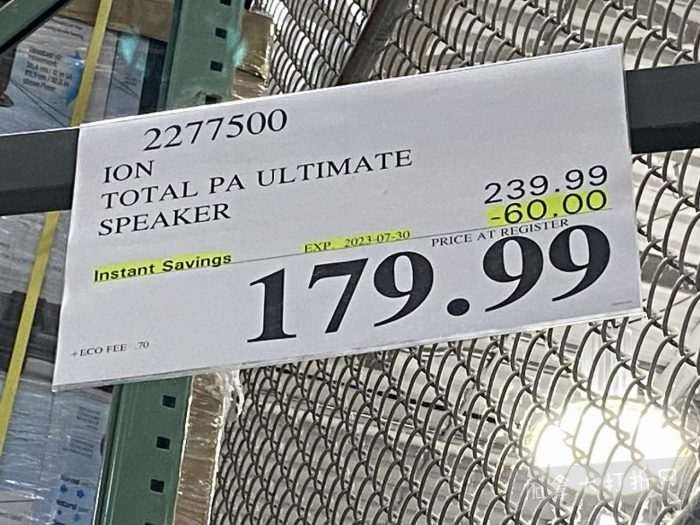 2277500
ION
TOTAL PA ULTIMATE
SPEAKER
239.99
-60.00
Instant Savings
EXP. 2023-07-30
PRICE AT REGISTER
179.99
+ECO FEE .70